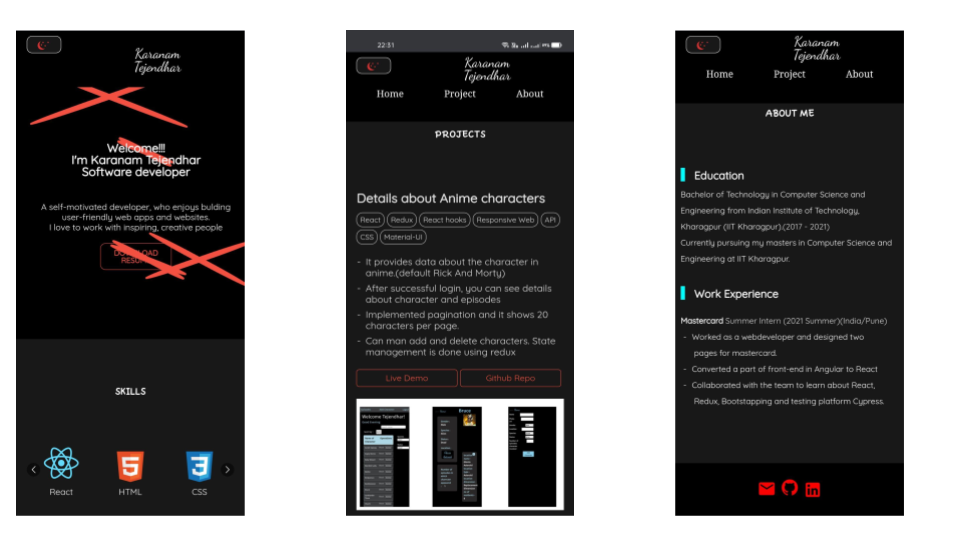 Karanam
Tejendhar
Welcome!!!
I'm Karanam Tejendhar
Software developer
A self-motivated developer, who enjoys bulding
user-friendly web apps and websites.
I love to work with inspiring, creative people
DOWNLOAD
RESUME
SKILLS
React
HTML
CSS
22:51
Karanam
Tejendhar
Home Project About
PROJECTS
Details about Anime characters
React Redux React hooks Responsive Web API
CSS Material-UI
- It provides data about the character in
anime.(default Rick And Morty)
- After successful login, you can see details
about character and episodes
- Implemented pagination and it shows 20
characters per page.
- Can man add and delete characters. State
management is done using redux
Live Demo Github Repo
Welcome Tejendhar!
Bruce
Karanam
Tejendhar
Home Project About
ABOUT ME
Education
Bachelor of Technology in Computer Science and
Engineering from Indian Institute of Technology,
Kharagpur (IIT Kharagpur).(2017 - 2021)
Currently pursuing my masters in Computer Science and
Engineering at IIT Kharagpur.
Work Experience
Mastercard Summer Intern (2021 Summer)(India/Pune)
- Worked as a webdeveloper and designed two
pages for mastercard.
- Converted a part of front-end in Angular to React
- Collaborated with the team to learn about React,
Redux, Bootstapping and testing platform Cypress.